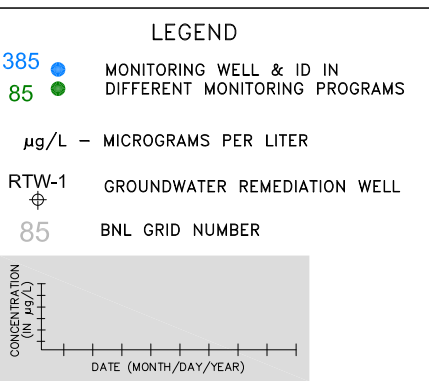 LEGEND
385
85
MONITORING WELL & ID IN
DIFFERENT MONITORING PROGRAMS
µg/L – MICROGRAMS PER LITER
RTW-1
GROUNDWATER REMEDIATION WELL
85 BNL GRID NUMBER
CONCENTRATION
(IN µg/L)
DATE (MONTH/DAY/YEAR)